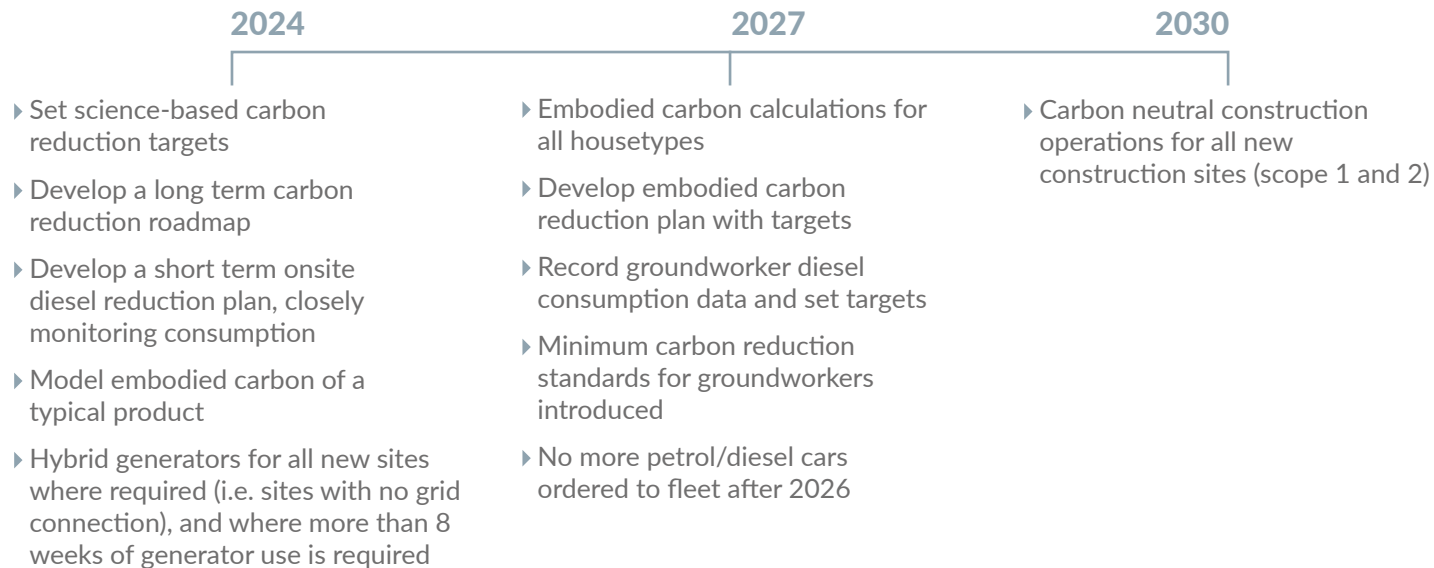 2024
Set science-based carbon
reduction targets
Develop a long term carbon
reduction roadmap
Develop a short term onsite
diesel reduction plan, closely
monitoring consumption
Model embodied carbon of a
typical product
Hybrid generators for all new sites
where required (i.e. sites with no grid
connection), and where more than 8
weeks of generator use is required
2027
Embodied carbon calculations for
all housetypes
Develop embodied carbon
reduction plan with targets
Record groundworker diesel
consumption data and set targets
Minimum carbon reduction
standards for groundworkers
introduced
No more petrol/diesel cars
ordered to fleet after 2026
2030
Carbon neutral construction
operations for all new
construction sites (scope 1 and 2)